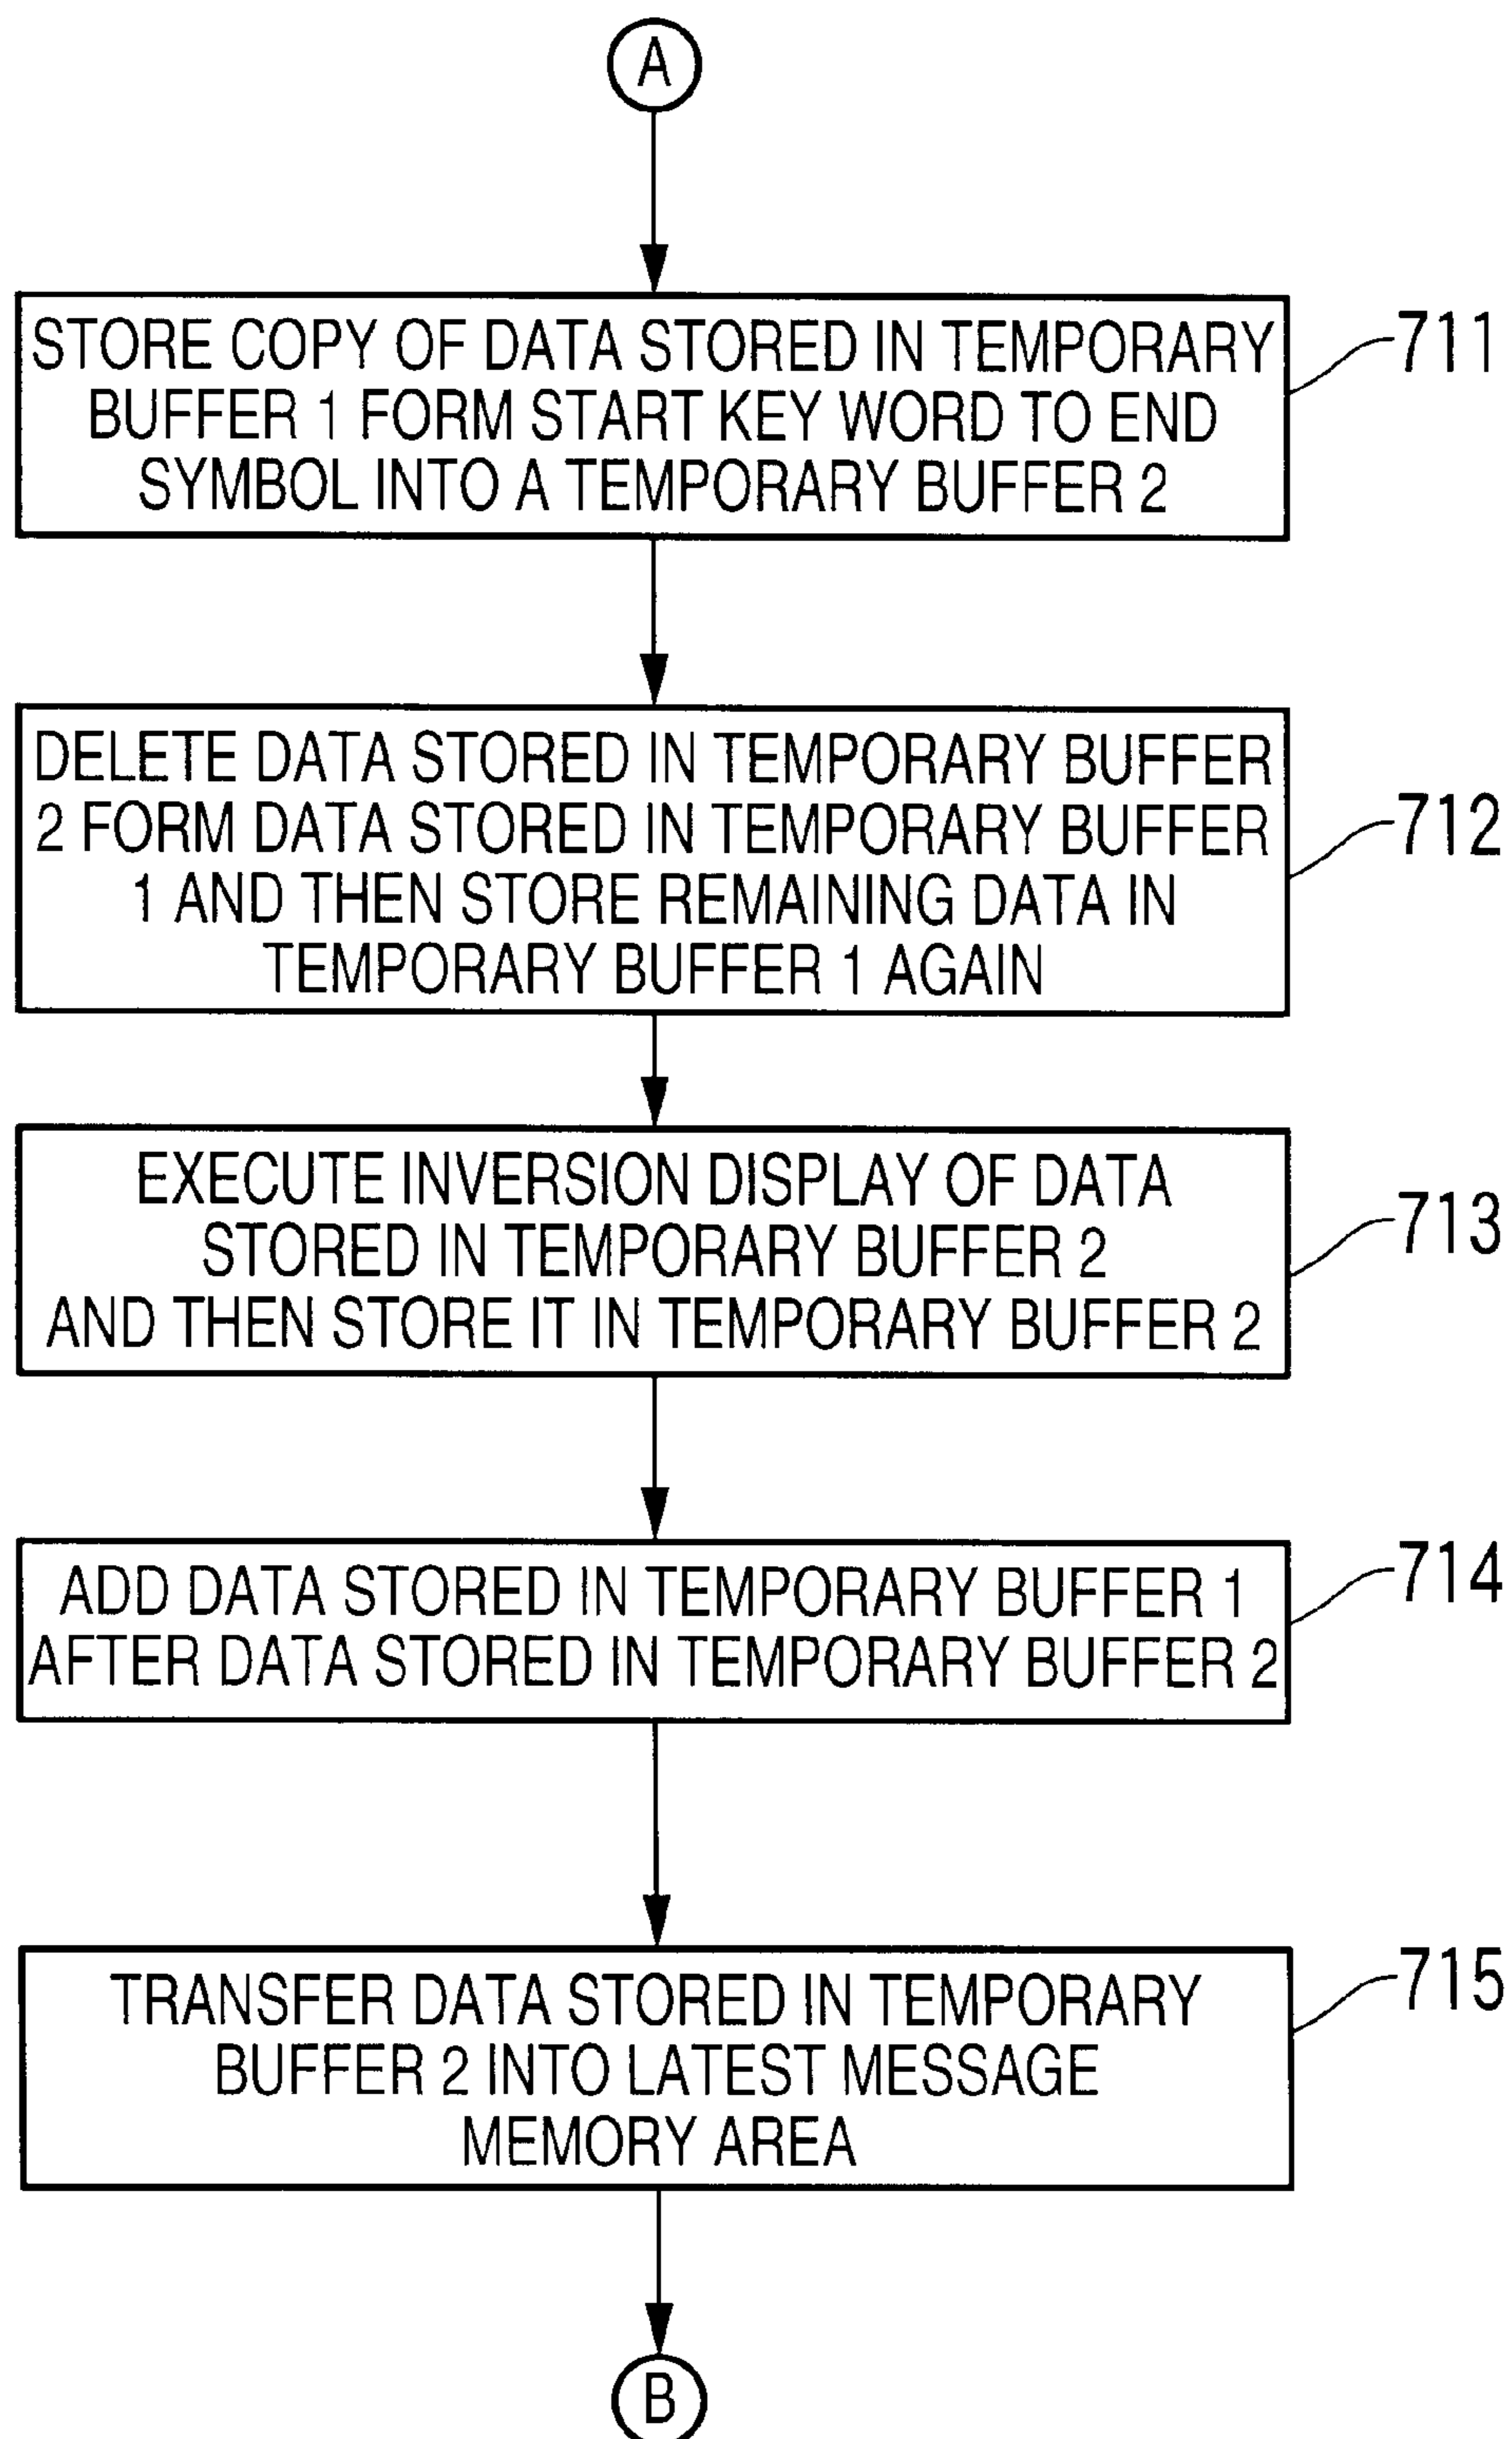 A
STORE COPY OF DATA STORED IN TEMPORARY
BUFFER 1 FORM START KEY WORD TO END
SYMBOL INTO A TEMPORARY BUFFER 2
711
DELETE DATA STORED IN TEMPORARY BUFFER
2 FORM DATA STORED IN TEMPORARY BUFFER
1 AND THEN STORE REMAINING DATA IN
TEMPORARY BUFFER 1 AGAIN
712
EXECUTE INVERSION DISPLAY OF DATA
STORED IN TEMPORARY BUFFER 2
AND THEN STORE IT IN TEMPORARY BUFFER 2
713
ADD DATA STORED IN TEMPORARY BUFFER 1
AFTER DATA STORED IN TEMPORARY BUFFER 2
714
TRANSFER DATA STORED IN TEMPORARY
BUFFER 2 INTO LATEST MESSAGE
MEMORY AREA
715
B